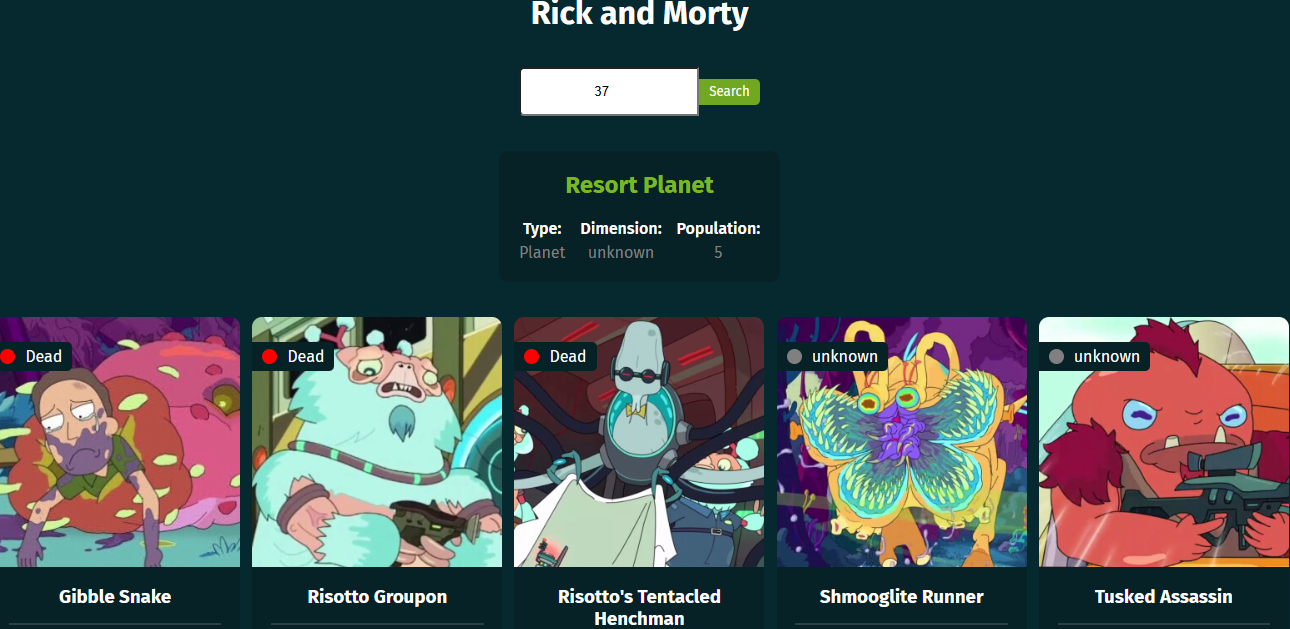 Rick and Morty
37
Search
Resort Planet
Type: Dimension: Population:
Planet unknown 5
Dead
Dead
Dead
unknown
unknown
Gibble Snake
Risotto Groupon
Risotto's Tentacled
Henchman
Shmooglite Runner
Tusked Assassin